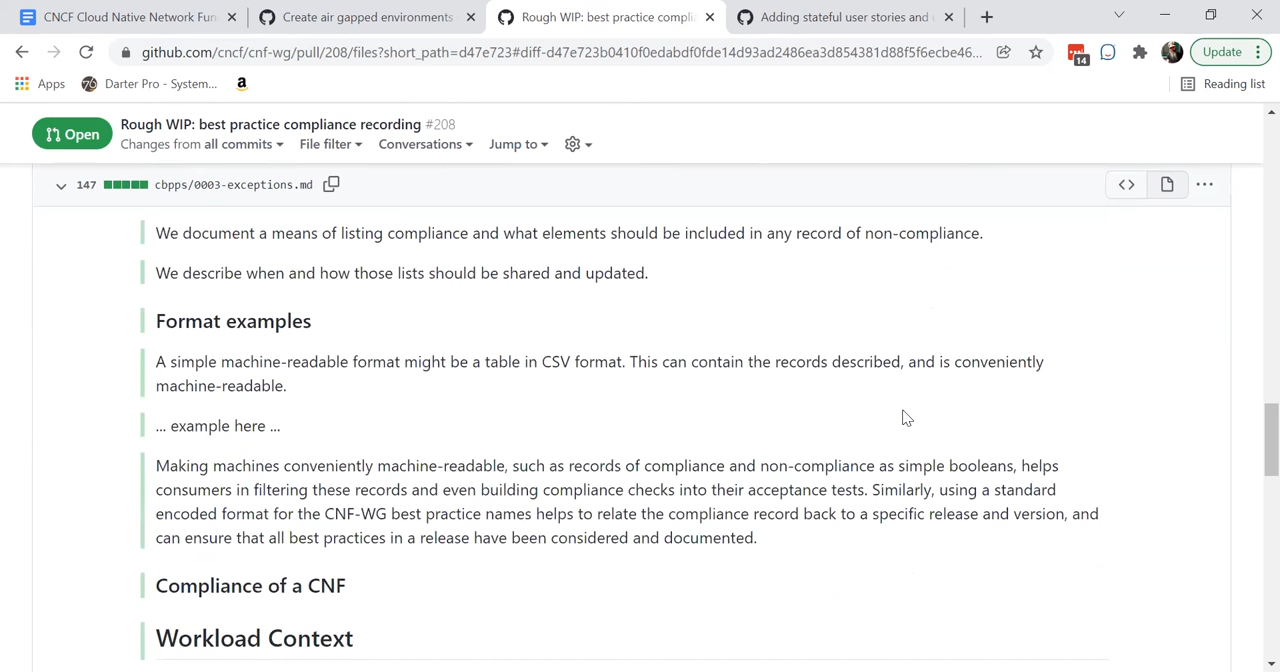 CNCF Cloud Native Network Fun
Create air gapped environments
Rough WIP: best practice compli
Adding stateful user stories and
github.com/cncf/cnf-wg/pull/208/files?short_path=d47e723#diff-d47e723b0410f0edabdf0fde14d93ad2486ea3d854381d88f5f6ecbe46...
14
Update
Apps
76
Darter Pro - System...
a
Reading list
Open
Rough WIP: best practice compliance recording #208
Changes from all commits
File filter
Conversations
Jump to
147
cbpps/0003-exceptions.md
We document a means of listing compliance and what elements should be included in any record of non-compliance.
We describe when and how those lists should be shared and updated.
Format examples
A simple machine-readable format might be a table in CSV format. This can contain the records described, and is conveniently
machine-readable.
... example here ...
Making machines conveniently machine-readable, such as records of compliance and non-compliance as simple booleans, helps
consumers in filtering these records and even building compliance checks into their acceptance tests. Similarly, using a standard
encoded format for the CNF-WG best practice names helps to relate the compliance record back to a specific release and version, and
can ensure that all best practices in a release have been considered and documented.
Compliance of a CNF
Workload Context